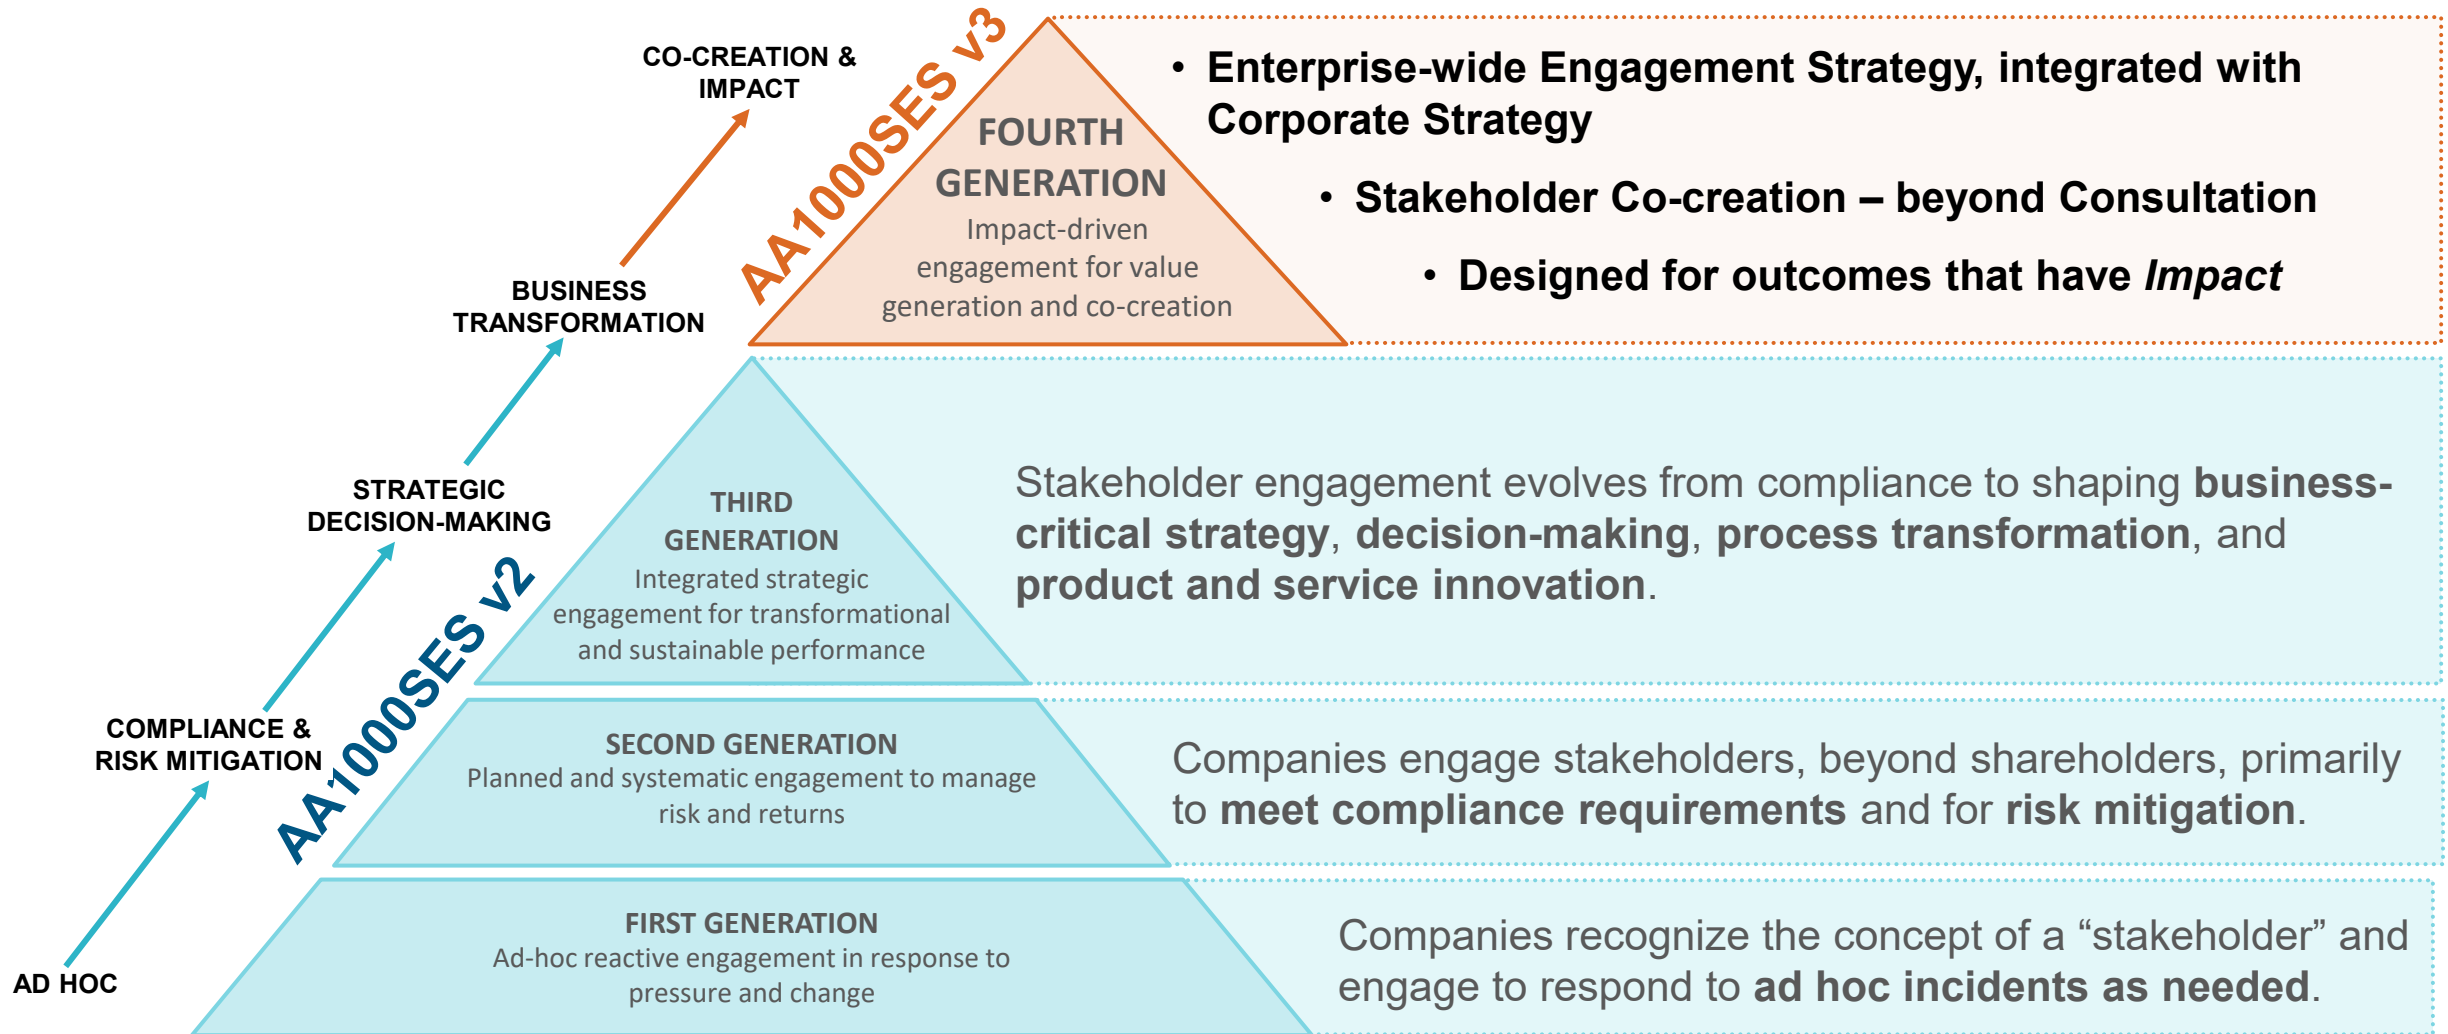 CO-CREATION &
IMPACT
AA1000SES v3
FOURTH
GENERATION
Impact-driven
engagement for value
generation and co-creation
• Enterprise-wide Engagement Strategy, integrated with
Corporate Strategy
• Stakeholder Co-creation – beyond Consultation
• Designed for outcomes that have Impact
BUSINESS
TRANSFORMATION
STRATEGIC
DECISION-MAKING
AA1000SES v2
THIRD
GENERATION
Integrated strategic
engagement for transformational
and sustainable performance
Stakeholder engagement evolves from compliance to shaping business-
critical strategy, decision-making, process transformation, and
product and service innovation.
COMPLIANCE &
RISK MITIGATION
SECOND GENERATION
Planned and systematic engagement to manage
risk and returns
Companies engage stakeholders, beyond shareholders, primarily
to meet compliance requirements and for risk mitigation.
AD HOC
FIRST GENERATION
Ad-hoc reactive engagement in response to
pressure and change
Companies recognize the concept of a “stakeholder” and
engage to respond to ad hoc incidents as needed.